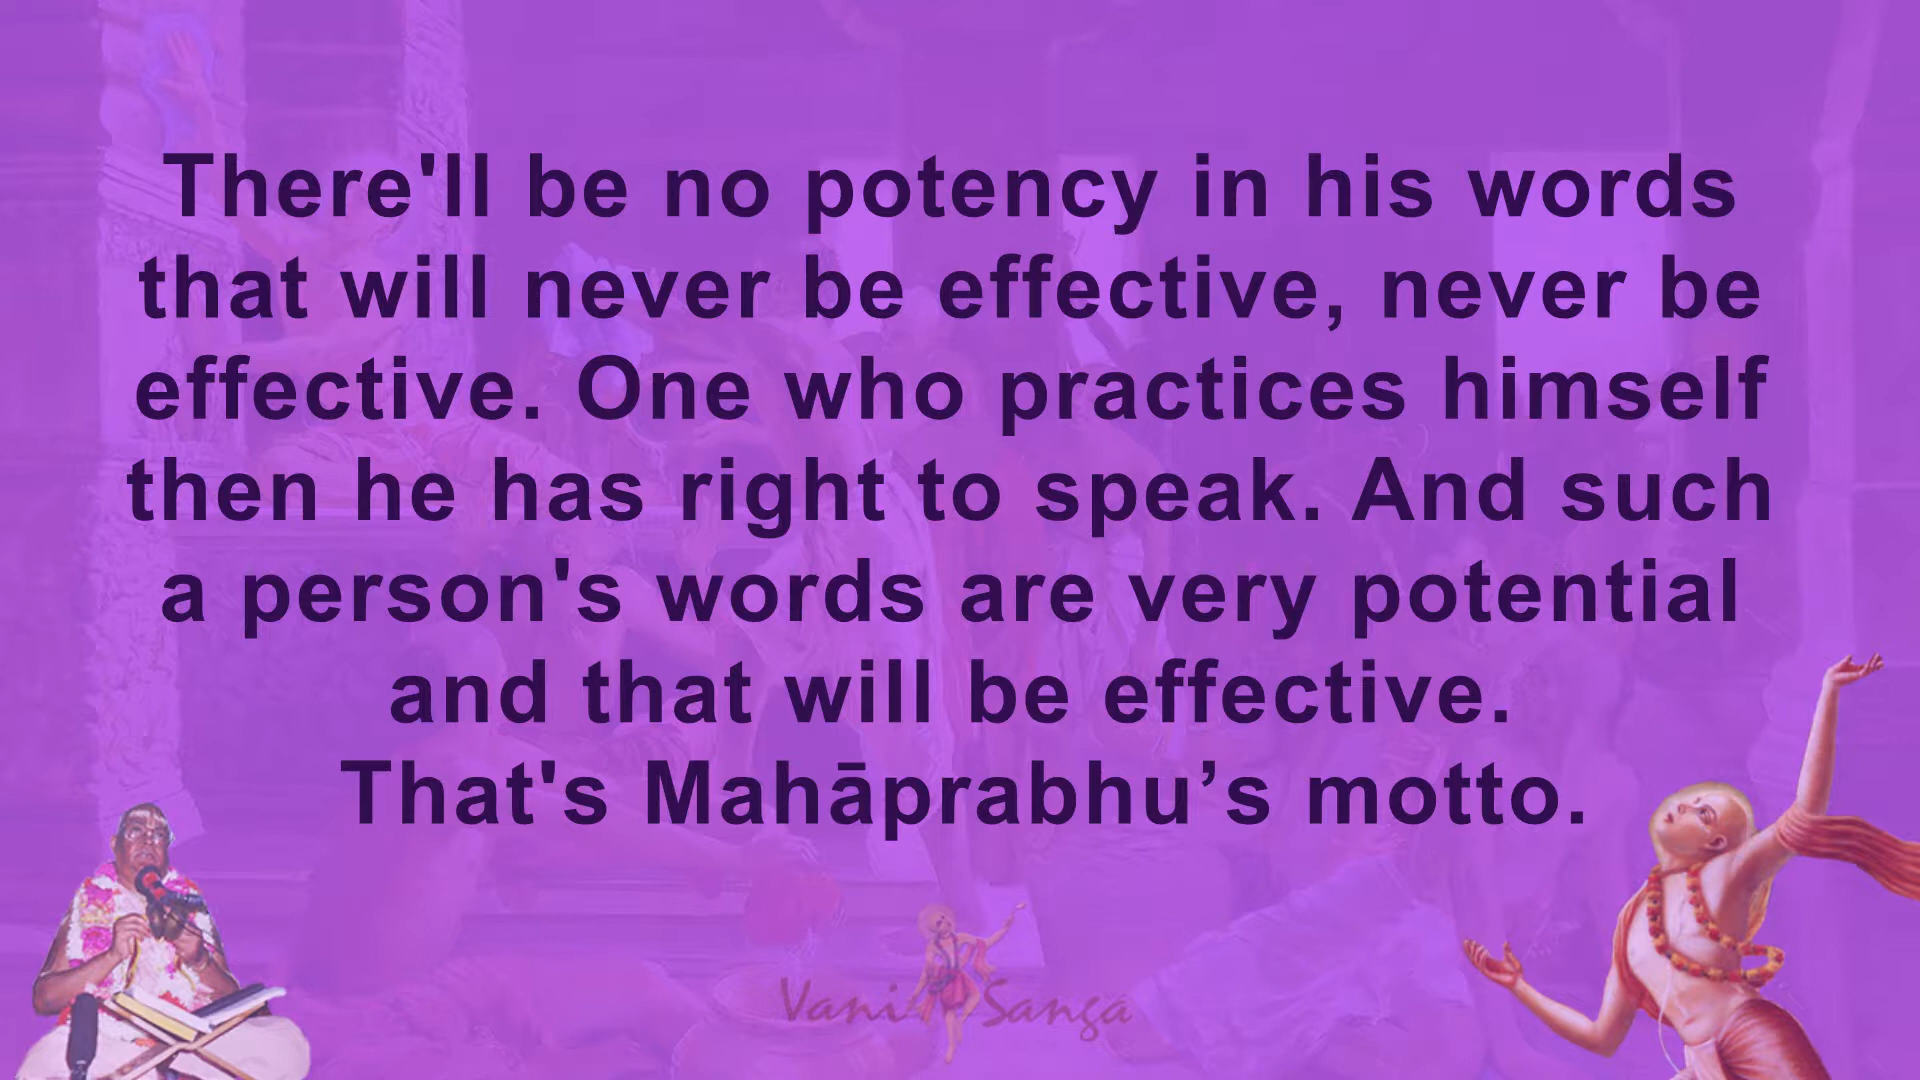 There'll be no potency in his words
that will never be effective, never be
effective. One who practices himself
then he has right to speak. And such
a person's words are very potential
and that will be effective.
That's Mahāprabhu’s motto.
Vani Sanga